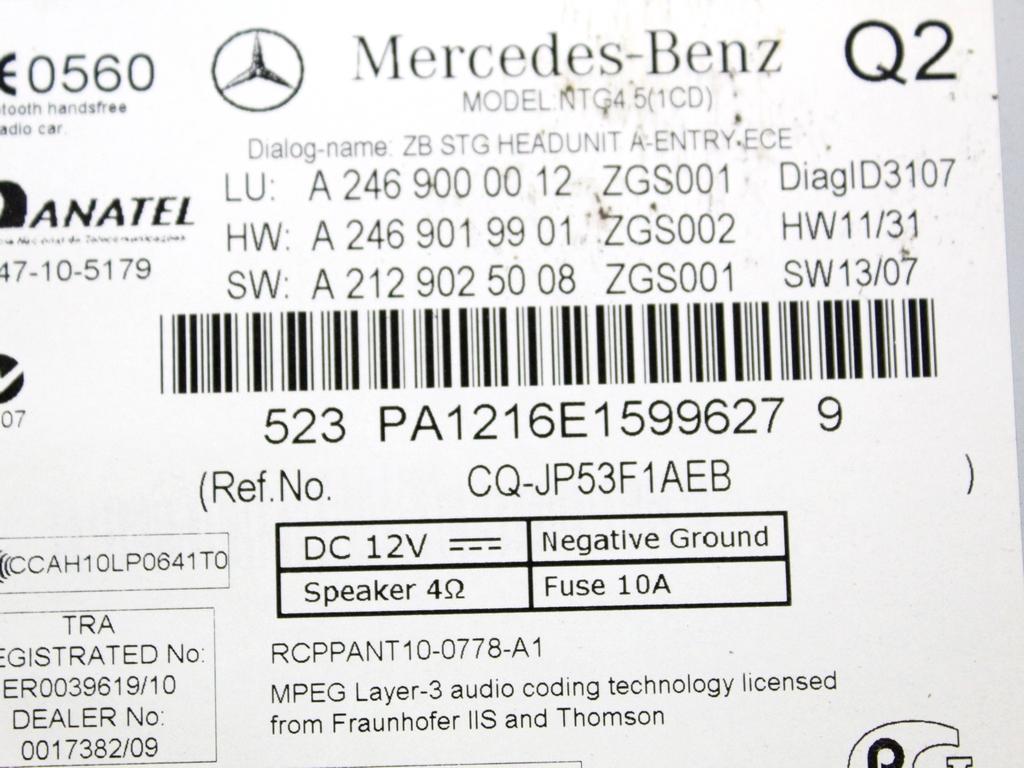 Mercedes-Benz Q2
MODEL:NTG4.5(1CD)
Dialog-name: ZB STG HEADUNIT A-ENTRY-ECE
LU: A 246 900 00 12 ZGS001 DiagID3107
HW: A 246 901 99 01 ZGS002 HW11/31
SW: A 212 902 50 08 ZGS001 SW13/07
523 PA1216E1599627 9
(Ref.No. CQ-JP53F1AEB )
DC 12V Negative Ground
Speaker 4Ω Fuse 10A
RCPPANT10-0778-A1
MPEG Layer-3 audio coding technology licensed
from Fraunhofer IIS and Thomson
€0560
tooth handsfree
adio car.
ANATEL
47-10-5179
07
CCAH10LP0641T0
TRA
EGISTRATED No:
ER0039619/10
DEALER No:
0017382/09